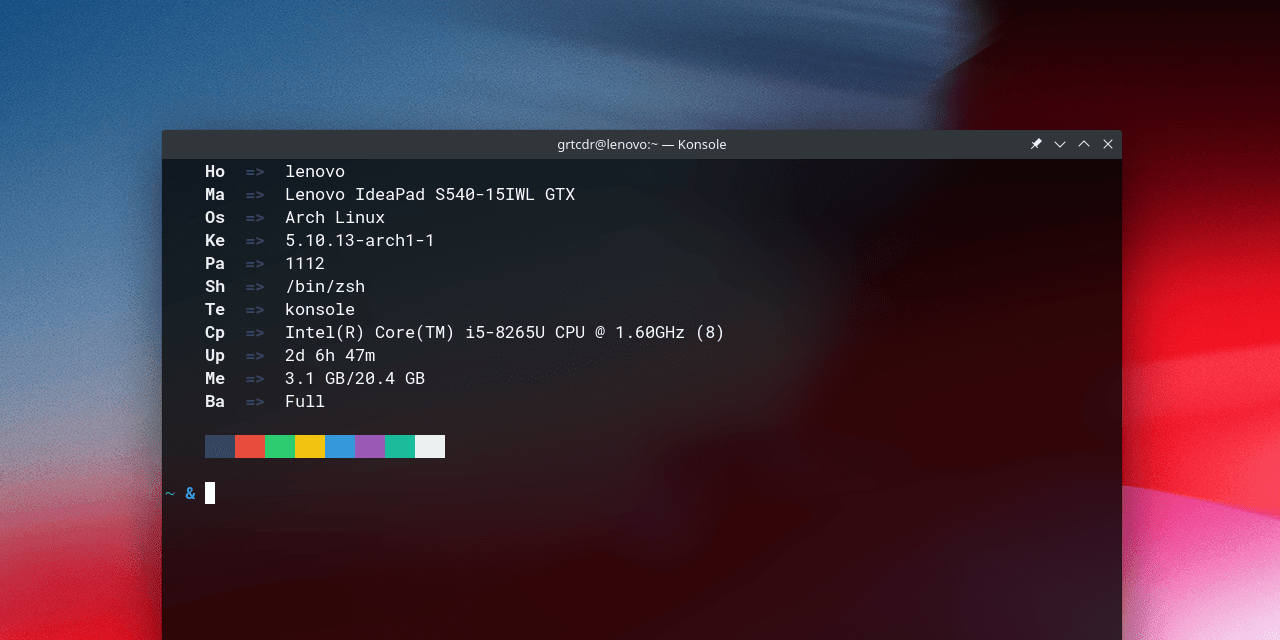 grtcdr@lenovo:~ — Konsole
Ho => lenovo
Ma => Lenovo IdeaPad S540-15IWL GTX
Os => Arch Linux
Ke => 5.10.13-arch1-1
Pa => 1112
Sh => /bin/zsh
Te => konsole
Cp => Intel(R) Core(TM) i5-8265U CPU @ 1.60GHz (8)
Up => 2d 6h 47m
Me => 3.1 GB/20.4 GB
Ba => Full
~ &